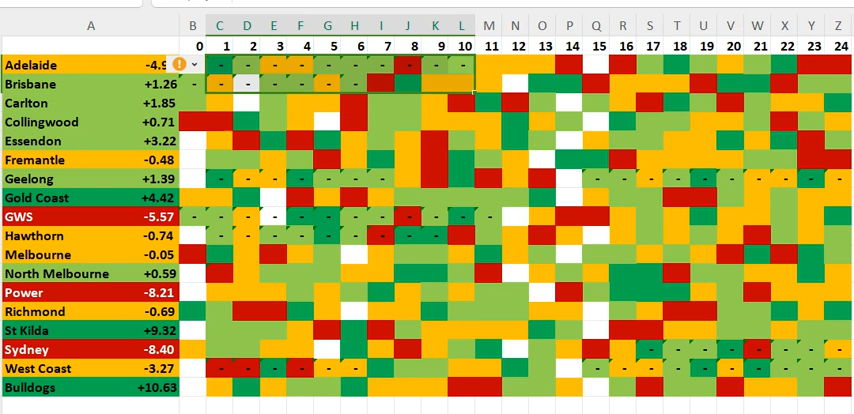 A B C D E F G H I J K L M N O P Q R S T U V W X Y Z
0 1 2 3 4 5 6 7 8 9 10 11 12 13 14 15 16 17 18 19 20 21 22 23 24
Adelaide - - - - - - - - - -
Brisbane +1.26 - - - - - - - - -
Carlton +1.85
Collingwood +0.71
Essendon +3.22
Fremantle -0.48
Geelong +1.39 - - - - - - - - - - - - - - - - -
Gold Coast +4.42
GWS -5.57 - - - - - - - - - - - -
Hawthorn -0.74 - - - - - - - - - -
Melbourne -0.05
North Melbourne +0.59
Power -8.21
Richmond -0.69
St Kilda +9.32
Sydney -8.40 - - - - - - - -
West Coast -3.27 - - - - - - - - - - - - - - - -
Bulldogs +10.63